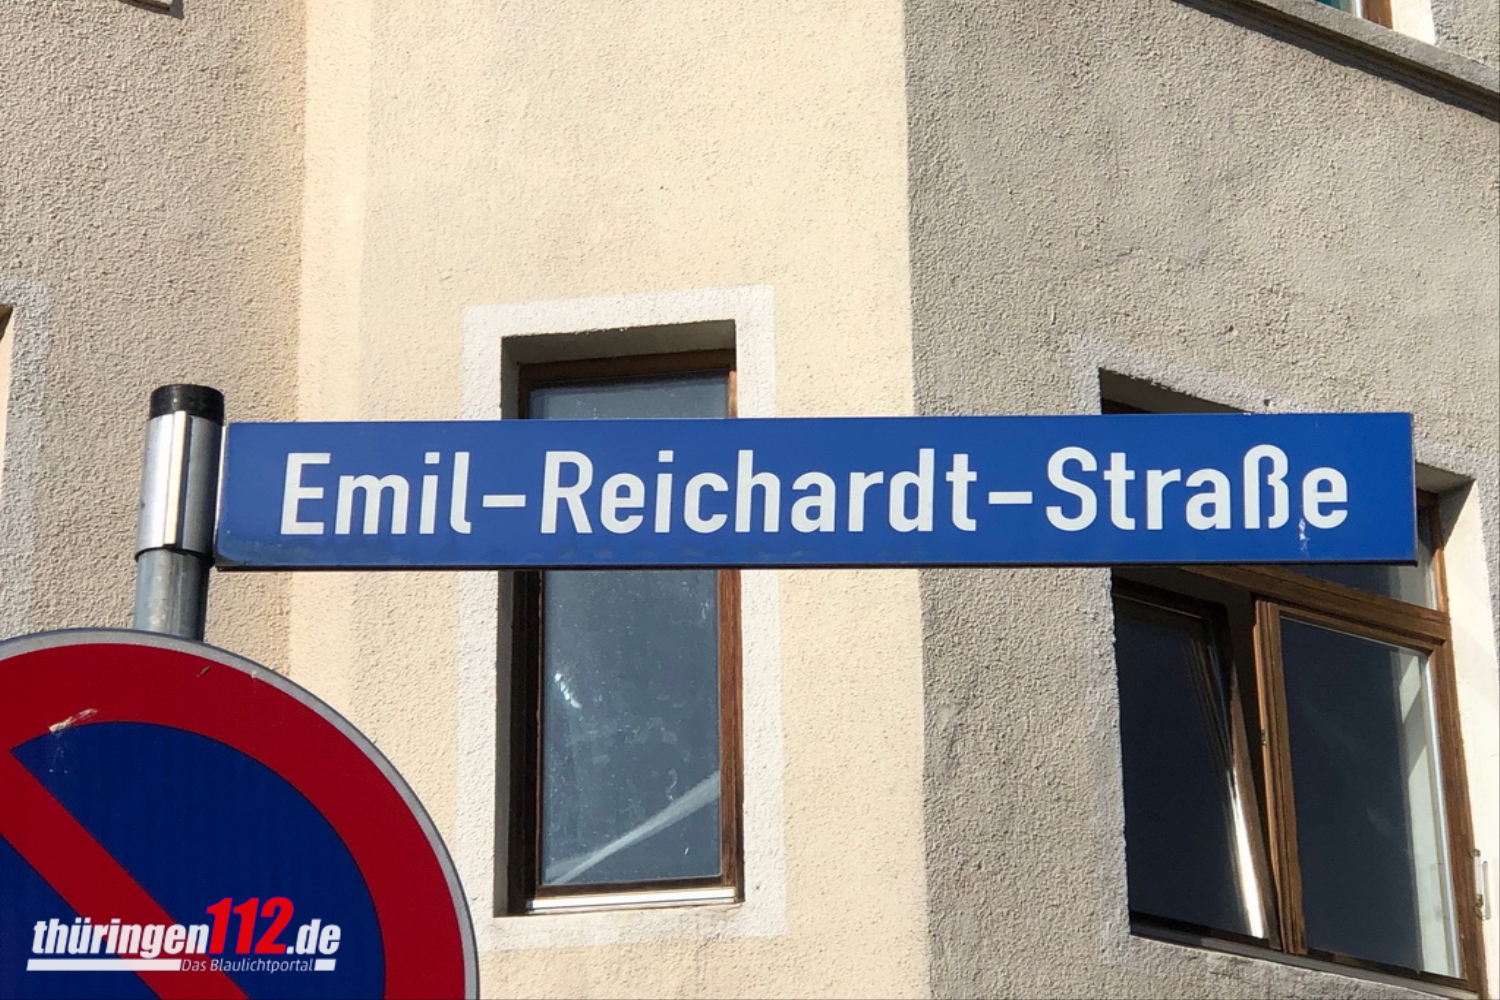 Emil-Reichardt-Straße
thüringen112.de
Das Blaulichtportal